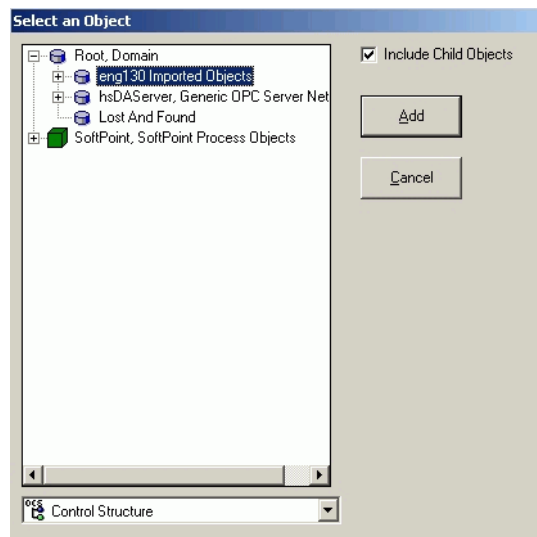 Select an Object
Root, Domain
Include Child Objects
eng130 Imported Objects
hsDAServer, Generic OPC Server Net
Lost And Found
Add
SoftPoint, SoftPoint Process Objects
Cancel
OCS
Control Structure